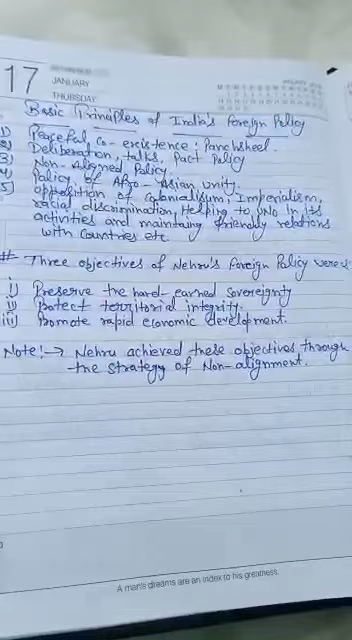 17
JANUARY
THURSDAY
Basic Principles of India's Foreign Policy
1) Peaceful Co-existence; Panchsheel.
2) Deliberation, talks, Pact Policy
3) Non-Aligned Policy.
4) Policy of Afro-Asian unity.
5) opposition of Colonialism, Imperialism,
racial discrimination, Helping to UNO in its
activities and maintaing friendly relations
with Countries etc
# Three objectives of Nehru's foreign Policy were:-
i) Preserve the hard-earned Sovereignty
ii) Protect territorial integrity.
iii) Promote rapid economic development.
Note:→ Nehru achieved these objectives through
the strategy of Non-alignment.
A man's dreams are an index to his greatness.